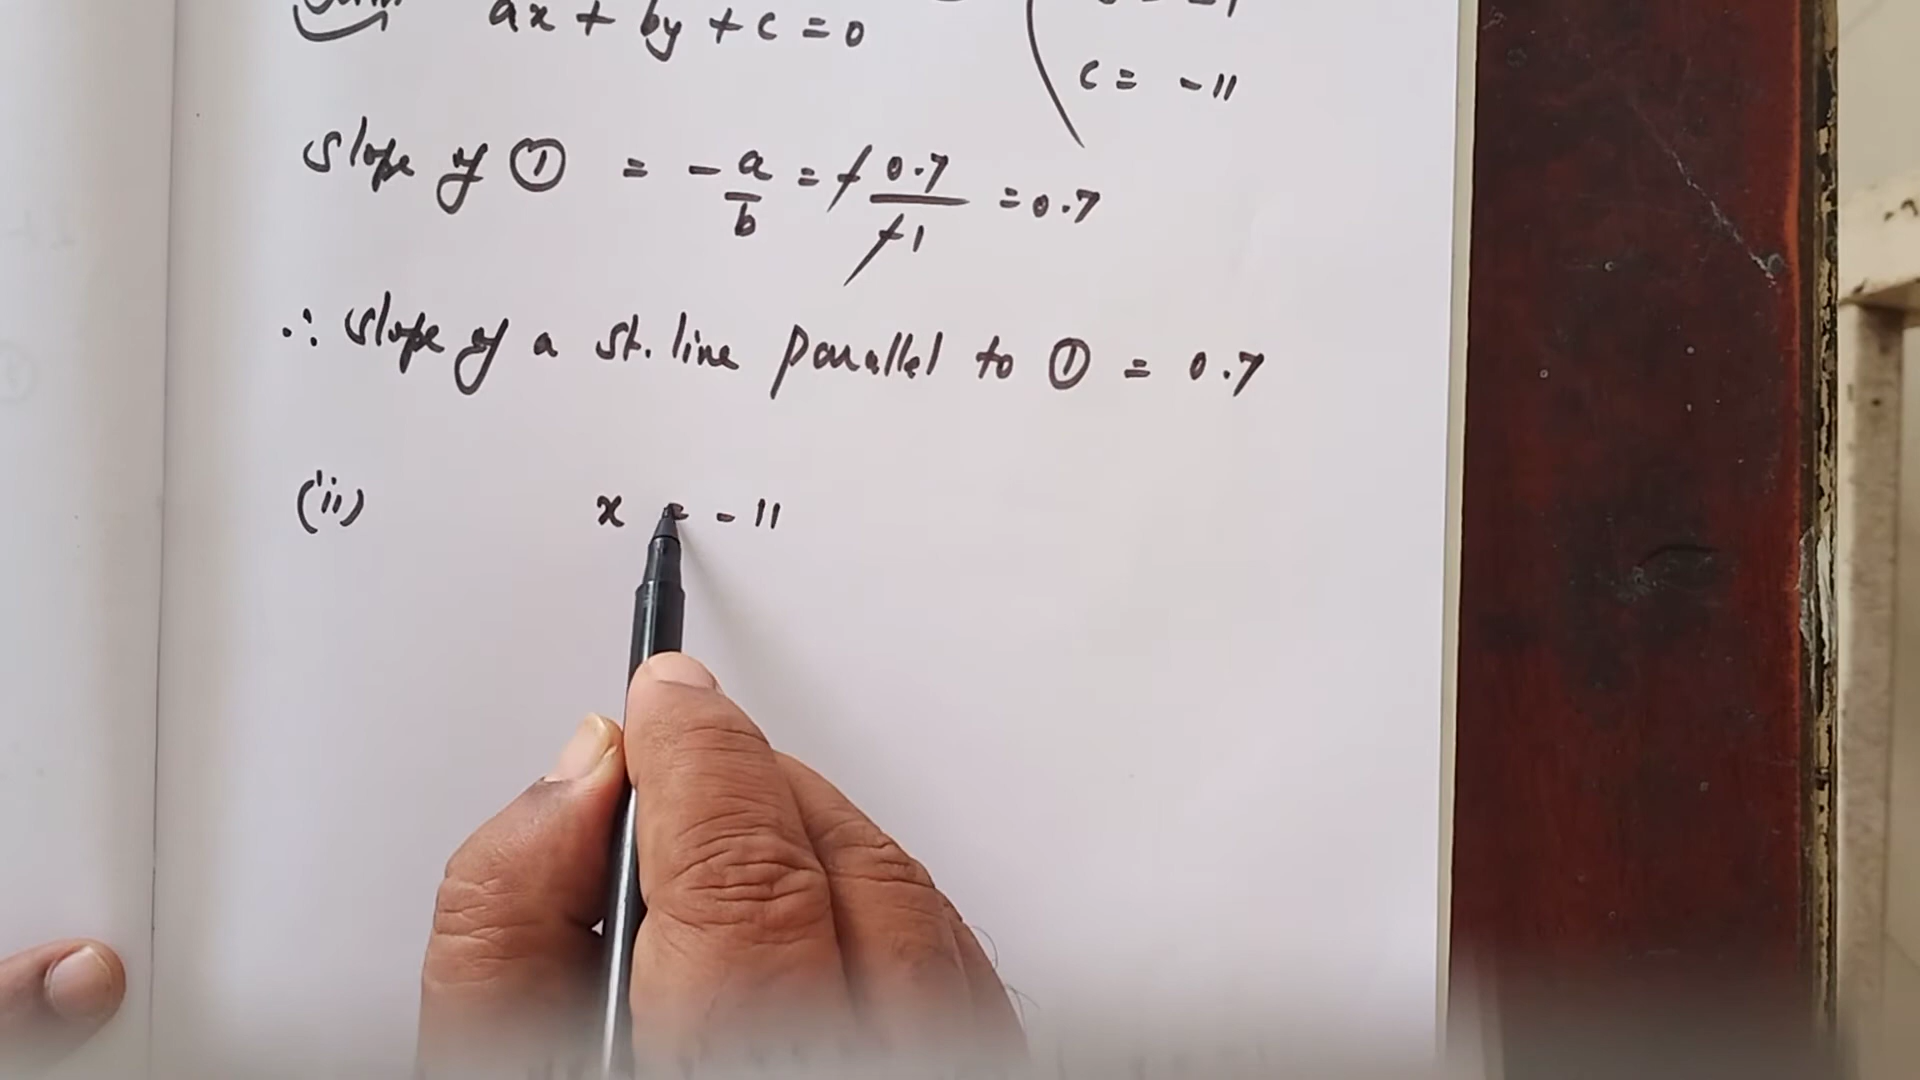 ax + by + c = 0
c = -11
slope of ① = -a/b = -0.7/-1 = 0.7
∴ slope of a st. line parallel to ① = 0.7
(ii) x = -11